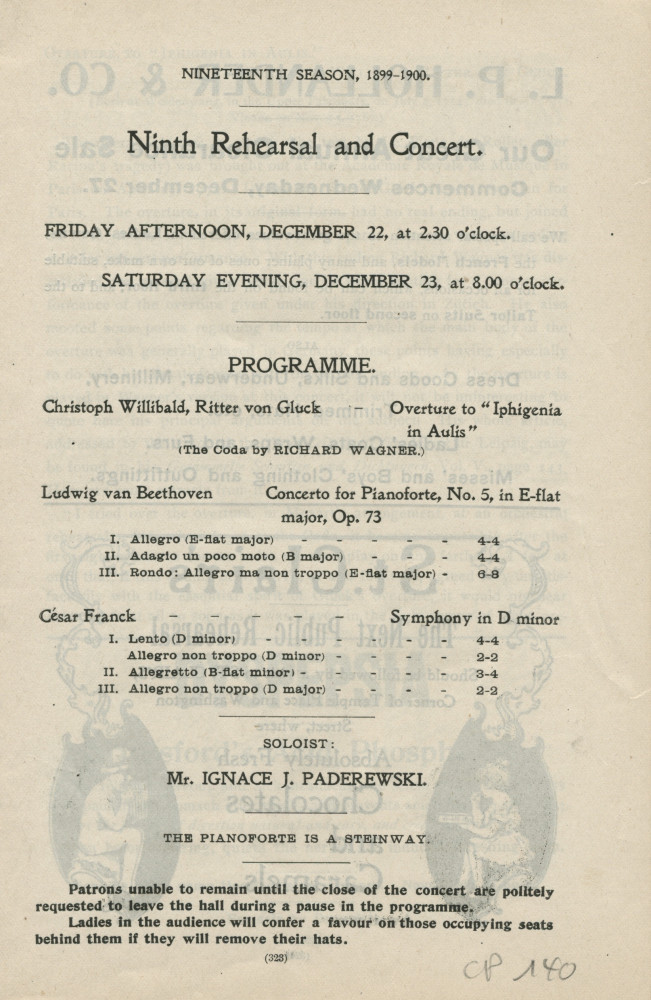 NINETEENTH SEASON, 1899-1900.
Ninth Rehearsal and Concert.
FRIDAY AFTERNOON, DECEMBER 22, at 2.30 o'clock.
SATURDAY EVENING, DECEMBER 23, at 8.00 o'clock.
PROGRAMME.
Christoph Willibald, Ritter von Gluck - Overture to "Iphigenia
in Aulis"
(The Coda by RICHARD WAGNER.)
Ludwig van Beethoven Concerto for Pianoforte, No. 5, in E-flat
major, Op. 73
I. Allegro (E-flat major) - - - - - 4-4
II. Adagio un poco moto (B major) - - - 4-4
III. Rondo: Allegro ma non troppo (E-flat major) - 6-8
César Franck - - - - - Symphony in D minor
I. Lento (D minor) - - - - - - 4-4
Allegro non troppo (D minor) - - - - 2-2
II. Allegretto (B-flat minor) - - - - - 3-4
III. Allegro non troppo (D major) - - - - 2-2
SOLOIST:
Mr. IGNACE J. PADEREWSKI.
THE PIANOFORTE IS A STEINWAY.
Patrons unable to remain until the close of the concert are politely
requested to leave the hall during a pause in the programme.
Ladies in the audience will confer a favour on those occupying seats
behind them if they will remove their hats.
(323)
CP 140